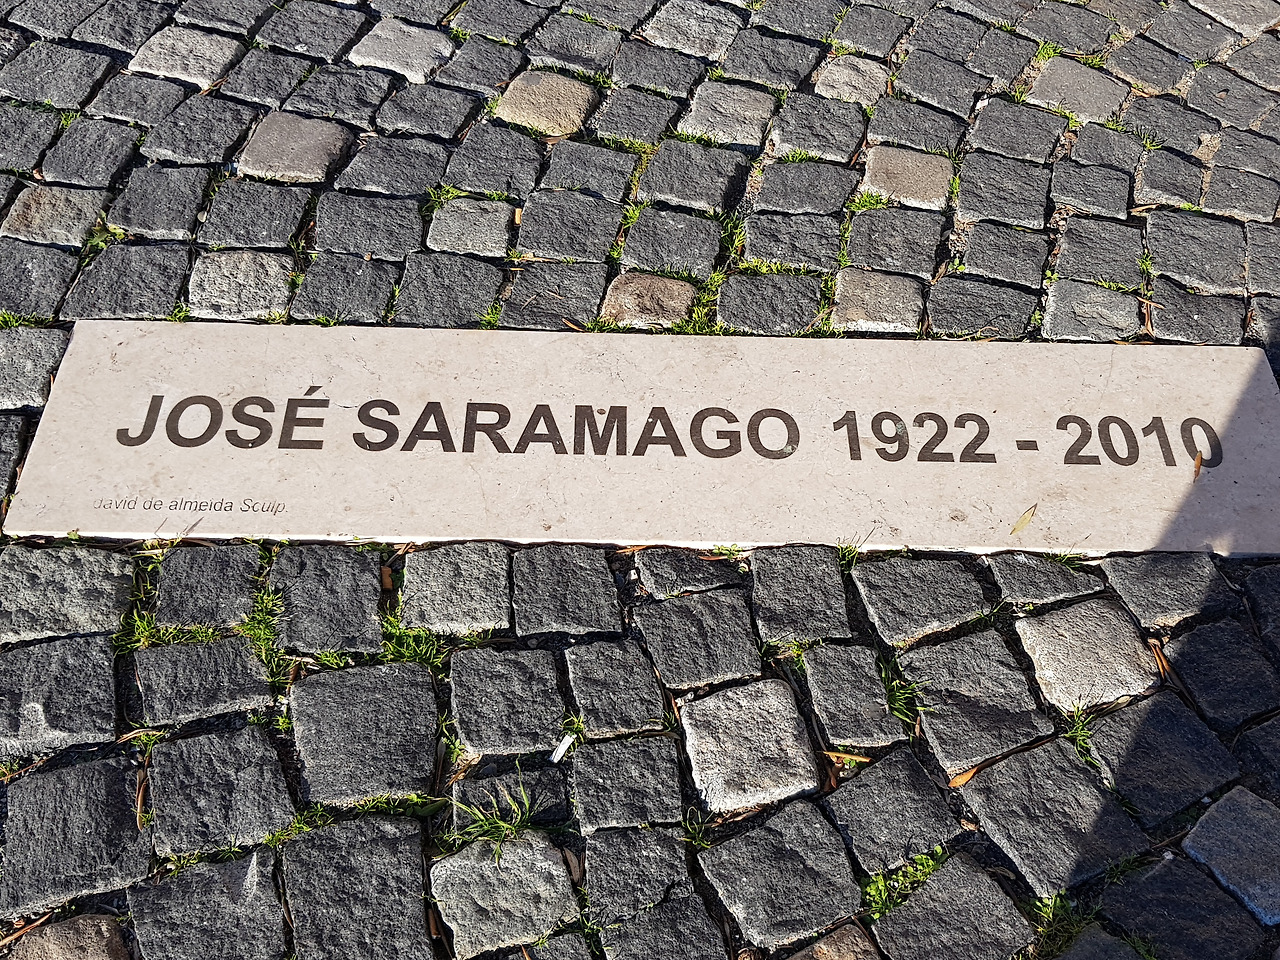 JOSÉ SARAMAGO 1922 - 2010
david de almeida Sculp.